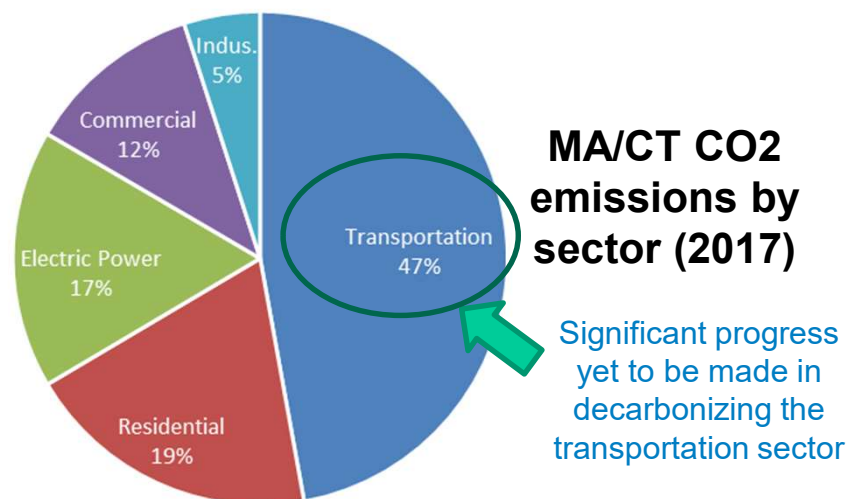 Indus.
5%
Commercial
12%
Electric Power
17%
Residential
19%
Transportation
47%
MA/CT CO2
emissions by
sector (2017)
Significant progress
yet to be made in
decarbonizing the
transportation sector